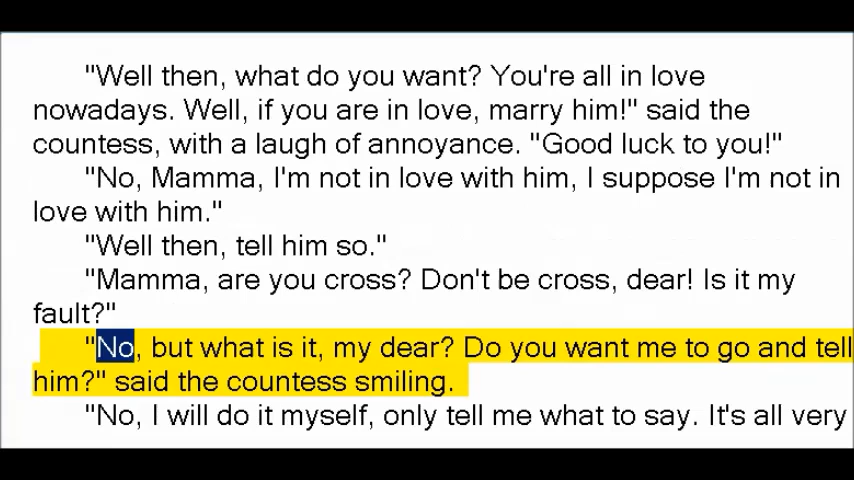 "Well then, what do you want? You're all in love
nowadays. Well, if you are in love, marry him!" said the
countess, with a laugh of annoyance. "Good luck to you!"
"No, Mamma, I'm not in love with him, I suppose I'm not in
love with him."
"Well then, tell him so."
"Mamma, are you cross? Don't be cross, dear! Is it my
fault?"
"No, but what is it, my dear? Do you want me to go and tell
him?" said the countess smiling.
"No, I will do it myself, only tell me what to say. It's all very